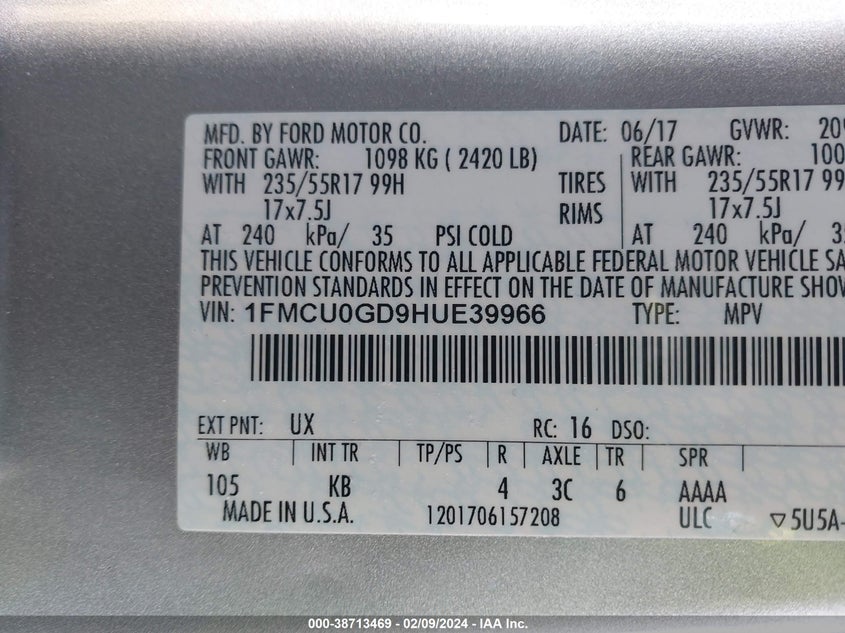 MFD. BY FORD MOTOR CO. DATE: 06/17 GVWR:
FRONT GAWR: 1098 KG ( 2420 LB) REAR GAWR:
WITH 235/55R17 99H TIRES WITH 235/55R17
17x7.5J RIMS 17x7.5J
AT 240 kPa/ 35 PSI COLD AT 240 kPa/
THIS VEHICLE CONFORMS TO ALL APPLICABLE FEDERAL MOTOR VEHICLE
PREVENTION STANDARDS IN EFFECT ON THE DATE OF MANUFACTURE
VIN: 1FMCU0GD9HUE39966 TYPE: MPV
EXT PNT: UX RC: 16 DSO:
WB INT TR TP/PS R AXLE TR SPR
105 KB 4 3C 6 AAAA
MADE IN U.S.A. 1201706157208 ULC ▽5U5A-
000-38713469 - 02/09/2024 - IAA Inc.